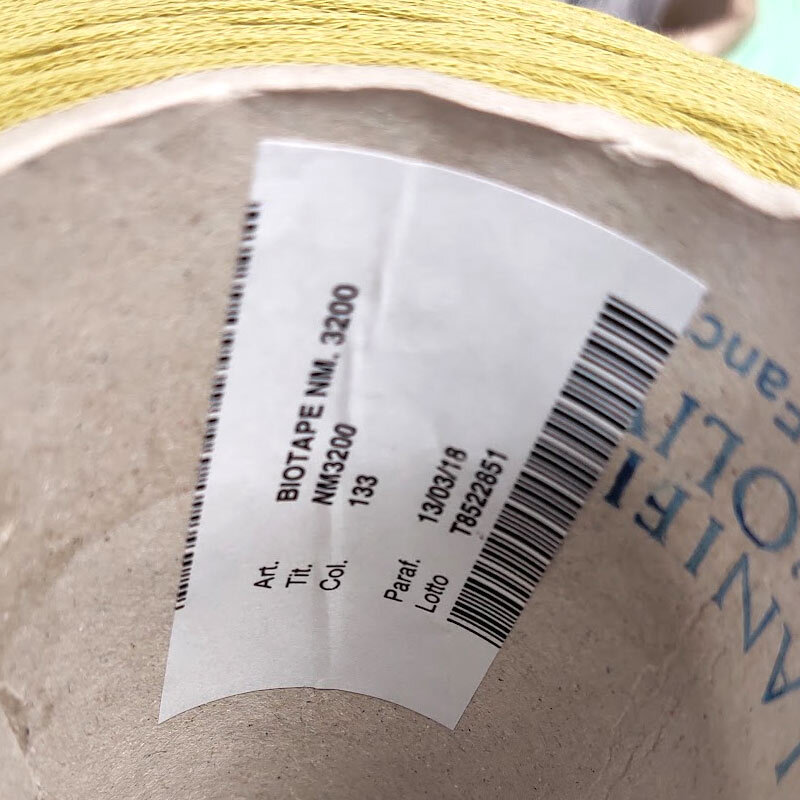 Art. BIOTAPE NM. 3200
Tit. NM3200
Col. 133
Paraf. 13/03/18
Lotto T8522851